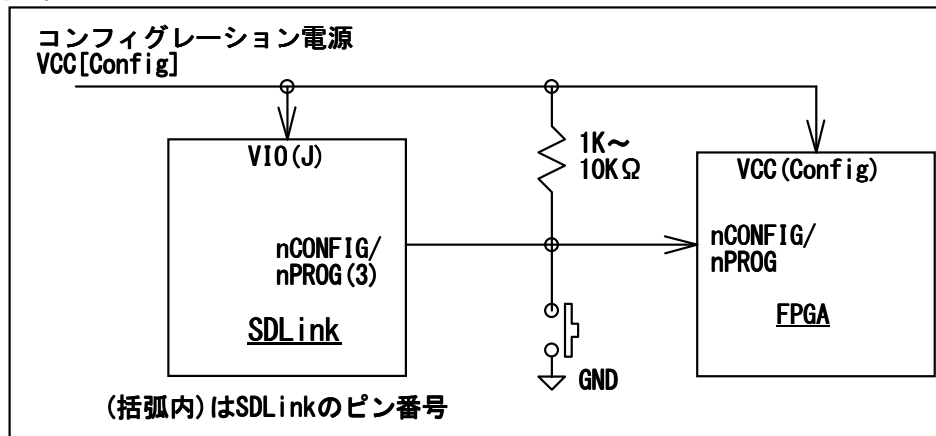 コンフィグレーション電源
VCC[Config]
VIO(J)
1K～
10KΩ
VCC(Config)
nCONFIG/
nPROG(3)
nCONFIG/
nPROG
SDLink
FPGA
GND
(括弧内)はSDLinkのピン番号